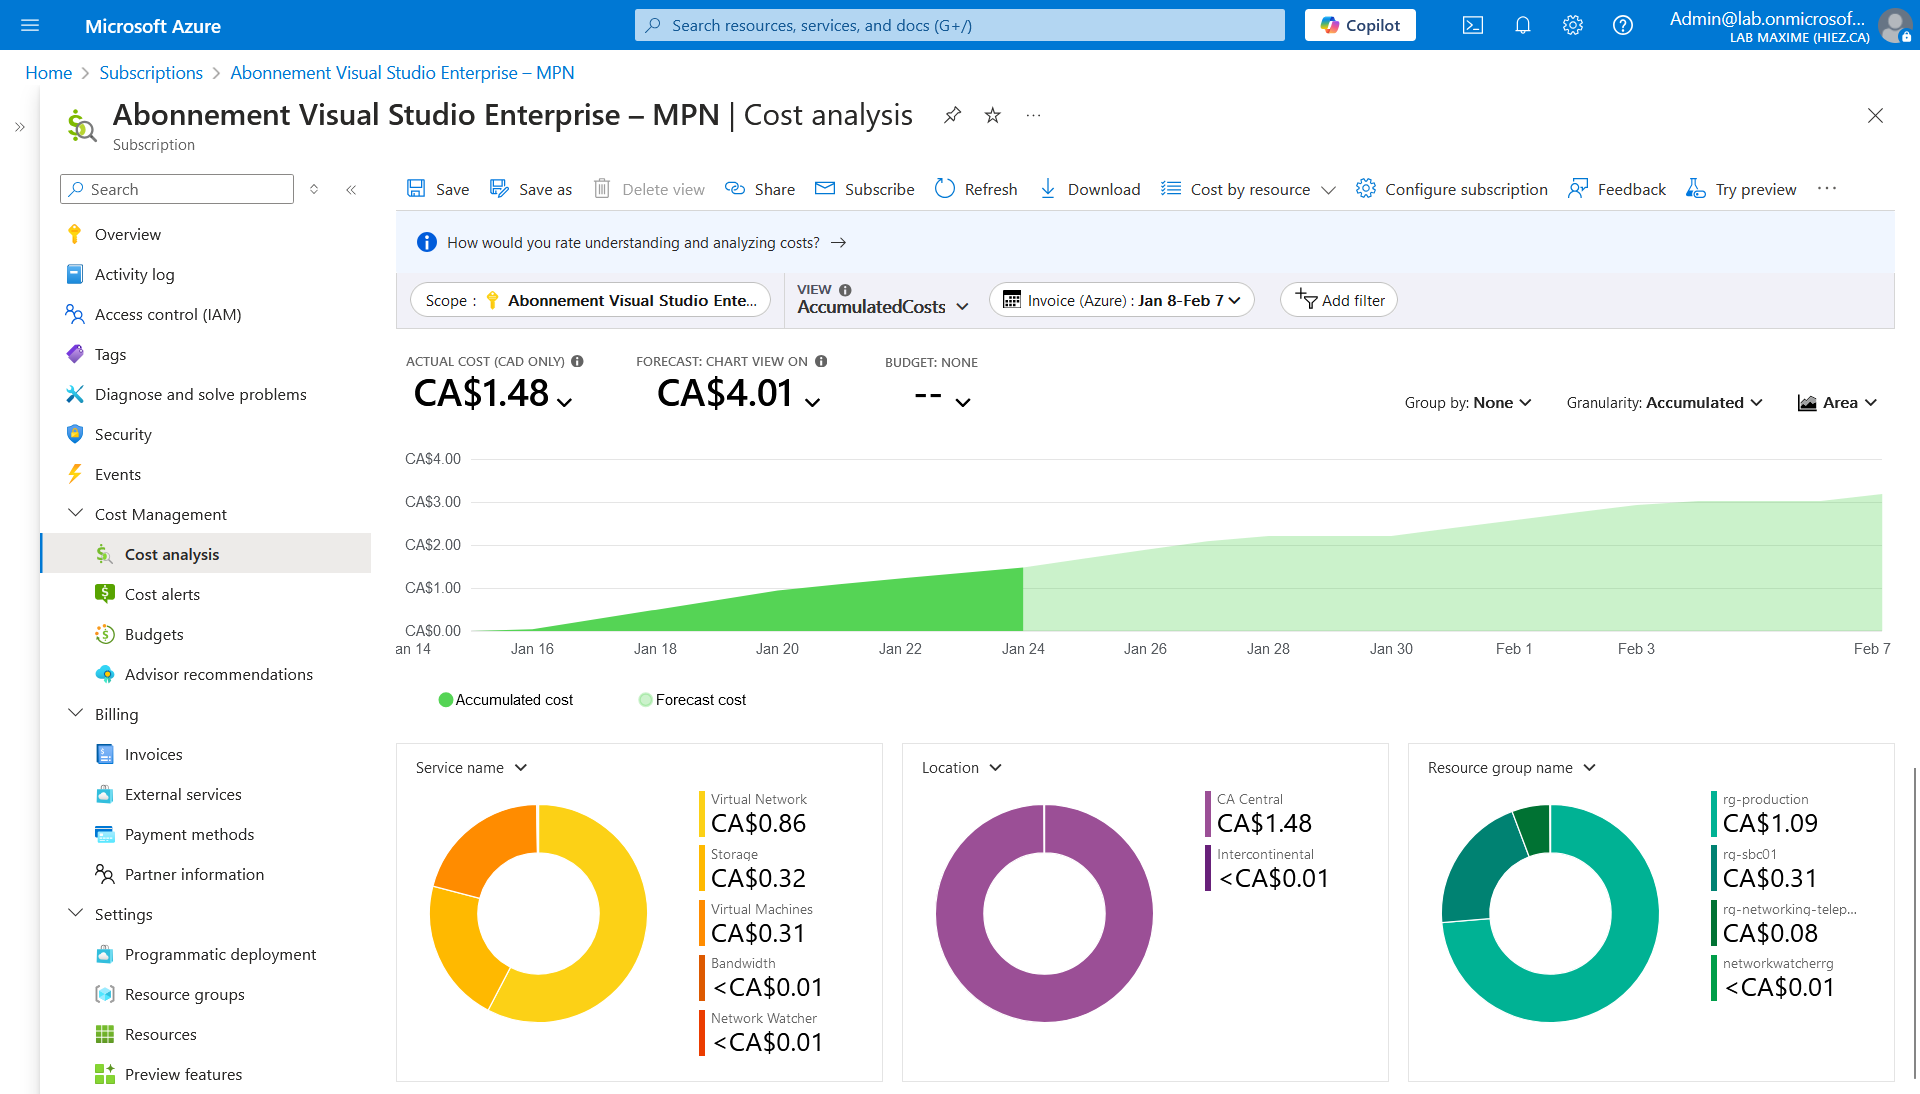 Microsoft Azure
Search resources, services, and docs (G+/)
Copilot
Admin@lab.onmicrosof...
LAB MAXIME (HIEZ.CA)
Home
Subscriptions
Abonnement Visual Studio Enterprise – MPN
Abonnement Visual Studio Enterprise – MPN | Cost analysis
Subscription
Search
Overview
Activity log
Access control (IAM)
Tags
Diagnose and solve problems
Security
Events
Cost Management
Cost analysis
Cost alerts
Budgets
Advisor recommendations
Billing
Invoices
External services
Payment methods
Partner information
Settings
Programmatic deployment
Resource groups
Resources
Preview features
Save
Save as
Delete view
Share
Subscribe
Refresh
Download
Cost by resource
Configure subscription
Feedback
Try preview
How would you rate understanding and analyzing costs?
Scope : Abonnement Visual Studio Ente...
VIEW
AccumulatedCosts
Invoice (Azure) : Jan 8-Feb 7
Add filter
ACTUAL COST (CAD ONLY)
CA$1.48
FORECAST: CHART VIEW ON
CA$4.01
BUDGET: NONE
--
Group by: None
Granularity: Accumulated
Area
CA$4.00
CA$3.00
CA$2.00
CA$1.00
CA$0.00
an 14
Jan 16
Jan 18
Jan 20
Jan 22
Jan 24
Jan 26
Jan 28
Jan 30
Feb 1
Feb 3
Feb 7
Accumulated cost
Forecast cost
Service name
Virtual Network
CA$0.86
Storage
CA$0.32
Virtual Machines
CA$0.31
Bandwidth
<CA$0.01
Network Watcher
<CA$0.01
Location
CA Central
CA$1.48
Intercontinental
<CA$0.01
Resource group name
rg-production
CA$1.09
rg-sbc01
CA$0.31
rg-networking-telep...
CA$0.08
networkwatcherrg
<CA$0.01